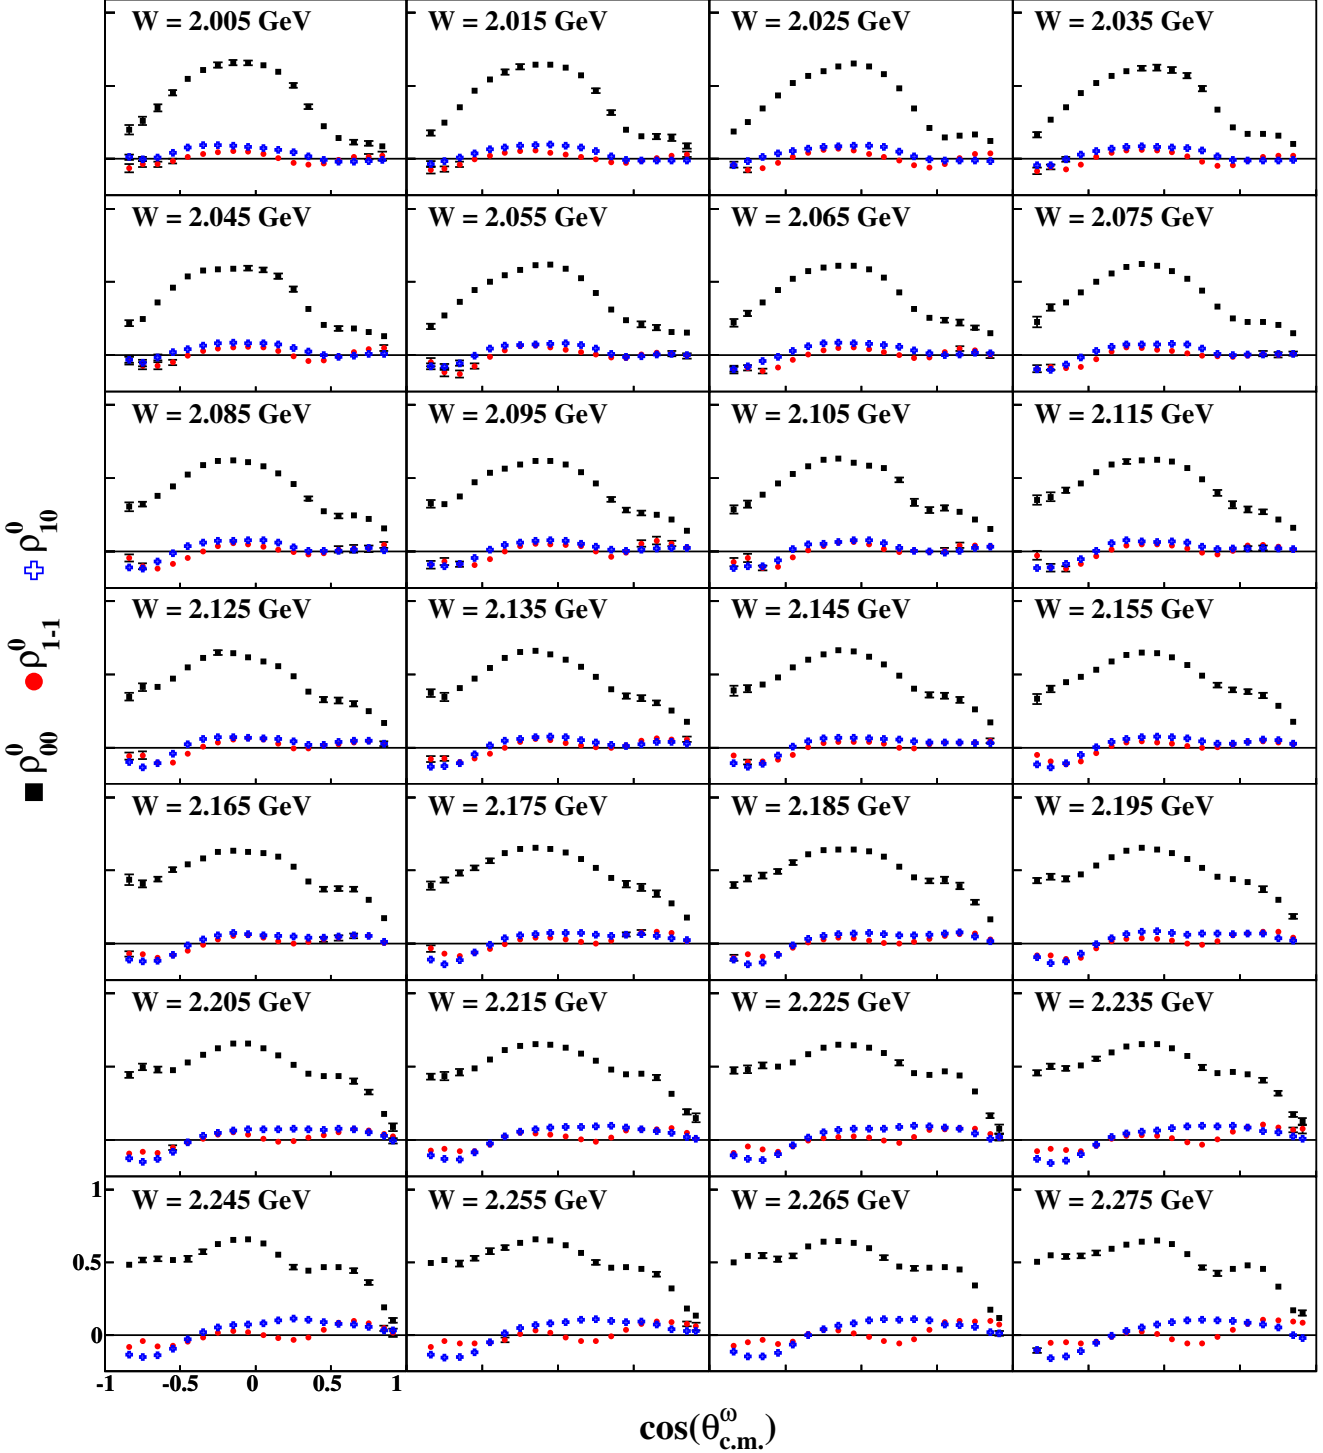 W = 2.005 GeV
W = 2.015 GeV
W = 2.025 GeV
W = 2.035 GeV
W = 2.045 GeV
W = 2.055 GeV
W = 2.065 GeV
W = 2.075 GeV
W = 2.085 GeV
W = 2.095 GeV
W = 2.105 GeV
W = 2.115 GeV
■ρ⁰₀₀ ●ρ⁰₁₋₁ ✚ρ⁰₁₀
W = 2.125 GeV
W = 2.135 GeV
W = 2.145 GeV
W = 2.155 GeV
W = 2.165 GeV
W = 2.175 GeV
W = 2.185 GeV
W = 2.195 GeV
W = 2.205 GeV
W = 2.215 GeV
W = 2.225 GeV
W = 2.235 GeV
W = 2.245 GeV
W = 2.255 GeV
W = 2.265 GeV
W = 2.275 GeV
1
0.5
0
-1 -0.5 0 0.5 1
cos(θ^ω_c.m.)